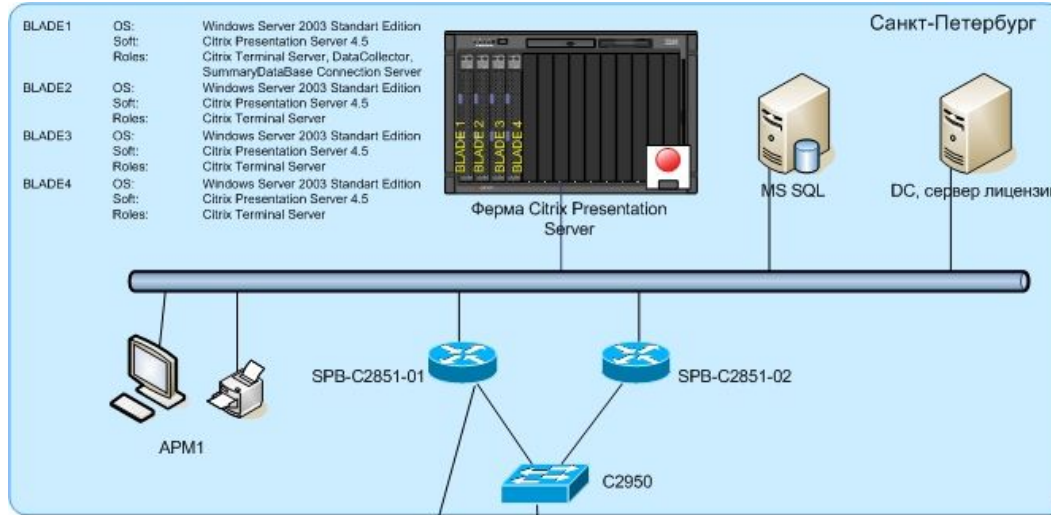 Санкт-Петербург
BLADE1 OS: Windows Server 2003 Standart Edition
Soft: Citrix Presentation Server 4.5
Roles: Citrix Terminal Server, DataCollector,
SummaryDataBase Connection Server
BLADE2 OS: Windows Server 2003 Standart Edition
Soft: Citrix Presentation Server 4.5
Roles: Citrix Terminal Server
BLADE3 OS: Windows Server 2003 Standart Edition
Soft: Citrix Presentation Server 4.5
Roles: Citrix Terminal Server
BLADE4 OS: Windows Server 2003 Standart Edition
Soft: Citrix Presentation Server 4.5
Roles: Citrix Terminal Server
BLADE 1
BLADE 2
BLADE 3
BLADE 4
Ферма Citrix Presentation
Server
MS SQL
DC, сервер лицензи
SPB-C2851-01
SPB-C2851-02
АРМ1
C2950